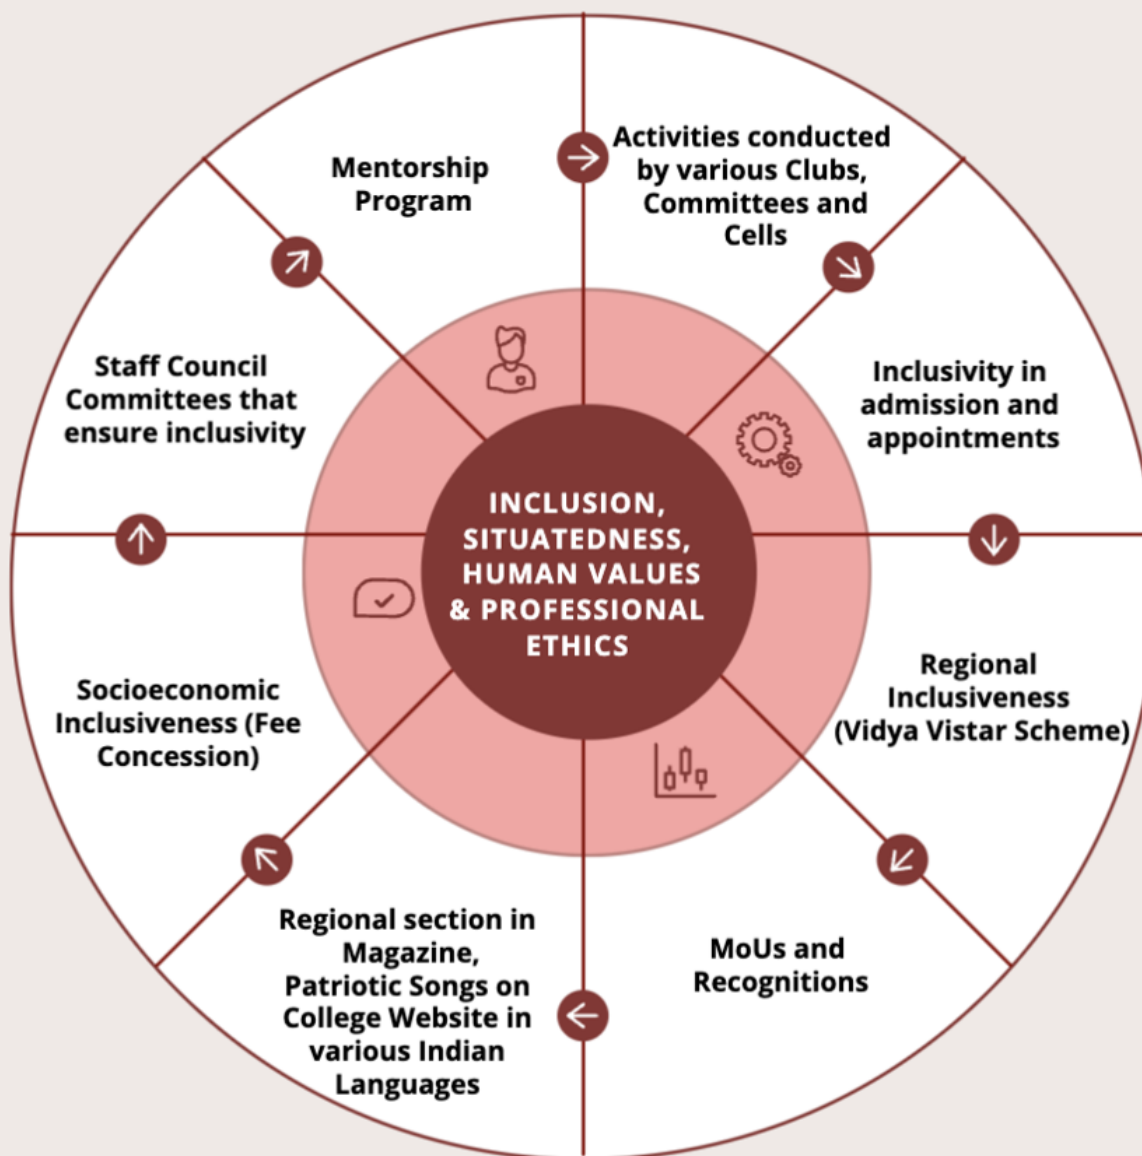 Mentorship
Program
Activities conducted
by various Clubs,
Committees and
Cells
Inclusivity in
admission and
appointments
Regional
Inclusiveness
(Vidya Vistar Scheme)
MoUs and
Recognitions
Regional section in
Magazine,
Patriotic Songs on
College Website in
various Indian
Languages
Socioeconomic
Inclusiveness (Fee
Concession)
Staff Council
Committees that
ensure inclusivity
INCLUSION,
SITUATEDNESS,
HUMAN VALUES
& PROFESSIONAL
ETHICS